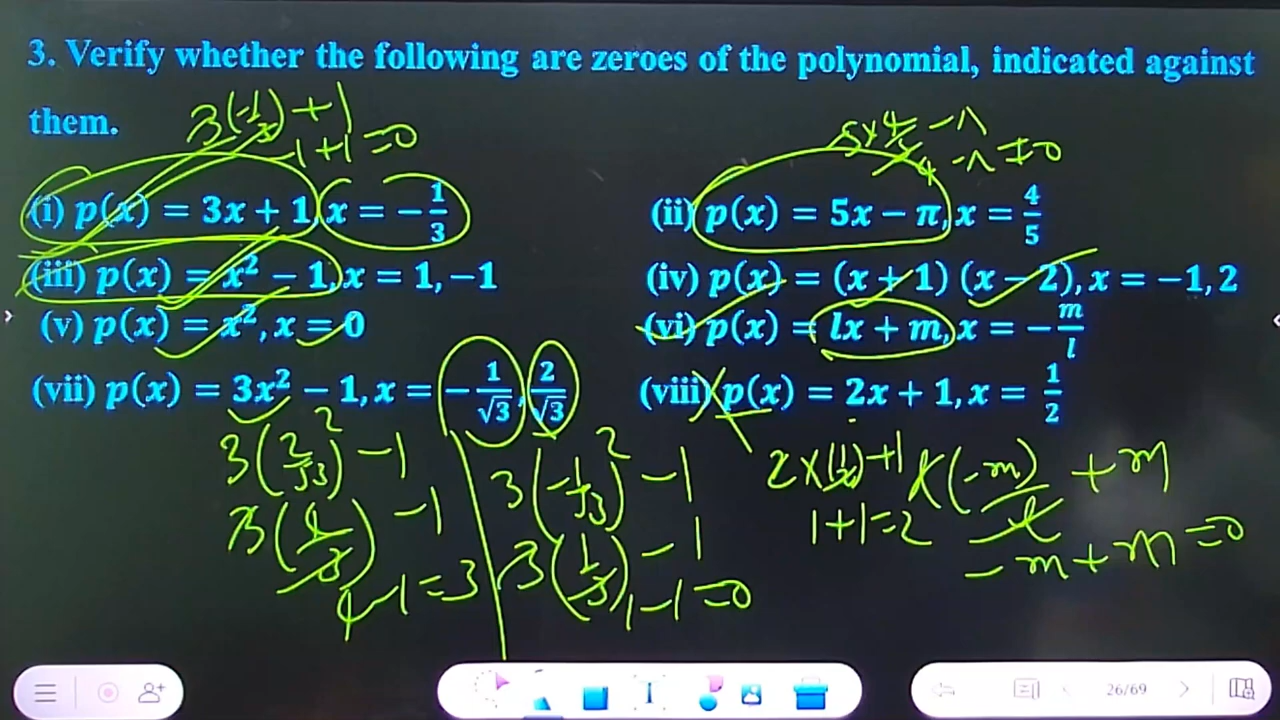 3. Verify whether the following are zeroes of the polynomial, indicated against
them.
3(-1/3) + 1
-1+1=0
5×4/5 -π
4 -π ≠0
(i) p(x) = 3x + 1, x = −1/3
(ii) p(x) = 5x − π, x = 4/5
(iii) p(x) = x² − 1, x = 1, −1
(iv) p(x) = (x + 1) (x − 2), x = −1, 2
(v) p(x) = x², x = 0
(vi) p(x) = lx + m, x = −m/l
(vii) p(x) = 3x² − 1, x = −1/√3, 2/√3
(viii) p(x) = 2x + 1, x = 1/2
3(2/√3)² -1
3(4/3) -1
4-1=3
3(-1/√3)² -1
3(1/3) -1
1-1=0
2×(1/2)+1
1+1=2
l(-m)/l + m
-m+m=0
26/69